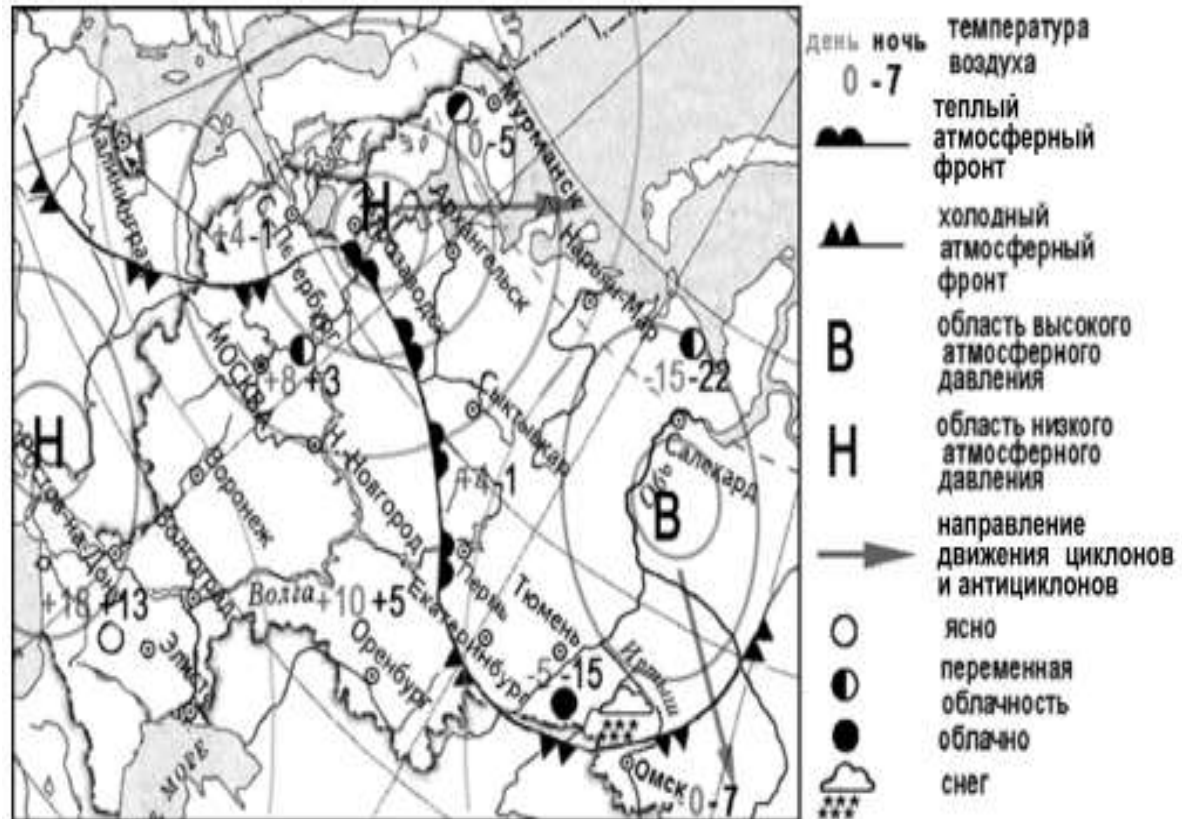 Мурманск
0 -5
Калининград
Н
+4 -1
С.Петербург
Петрозаводск
Архангельск
Нарьян-Мар
МОСКВА
+8 +3
-15 -22
Сыктывкар
Салехард
Обь
Н
Н.Новгород
+4 -1
В
Воронеж
Ростов-на-Дону
Волгоград
Волга
+10 +5
Пермь
Екатеринбург
Тюмень
+18 +13
Элиста
Оренбург
-5 -15
Иртыш
МОРЕ
Омск
0 -7
день ночь температура
0 -7 воздуха
теплый
атмосферный
фронт
холодный
атмосферный
фронт
В
область высокого
атмосферного
давления
Н
область низкого
атмосферного
давления
направление
движения циклонов
и антициклонов
ясно
переменная
облачность
облачно
снег